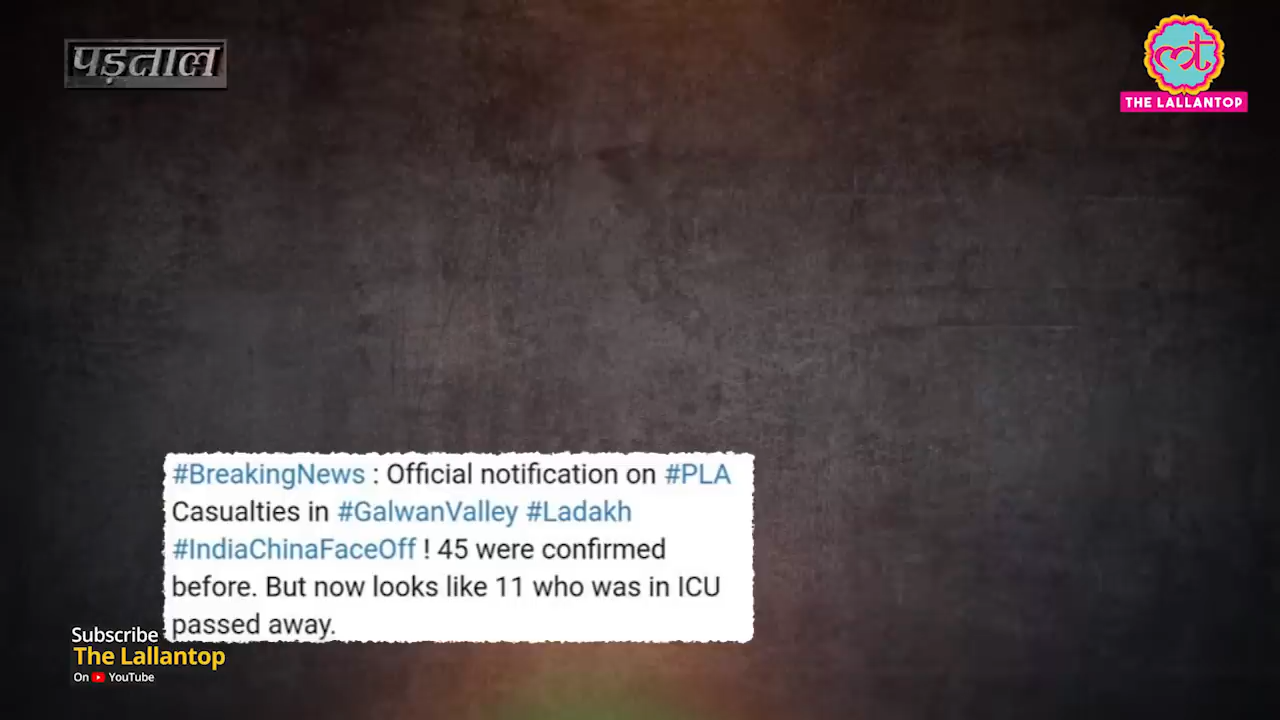 पड़ताल
THE LALLANTOP
#BreakingNews : Official notification on #PLA
Casualties in #GalwanValley #Ladakh
#IndiaChinaFaceOff ! 45 were confirmed
before. But now looks like 11 who was in ICU
passed away.
Subscribe
The Lallantop
On YouTube